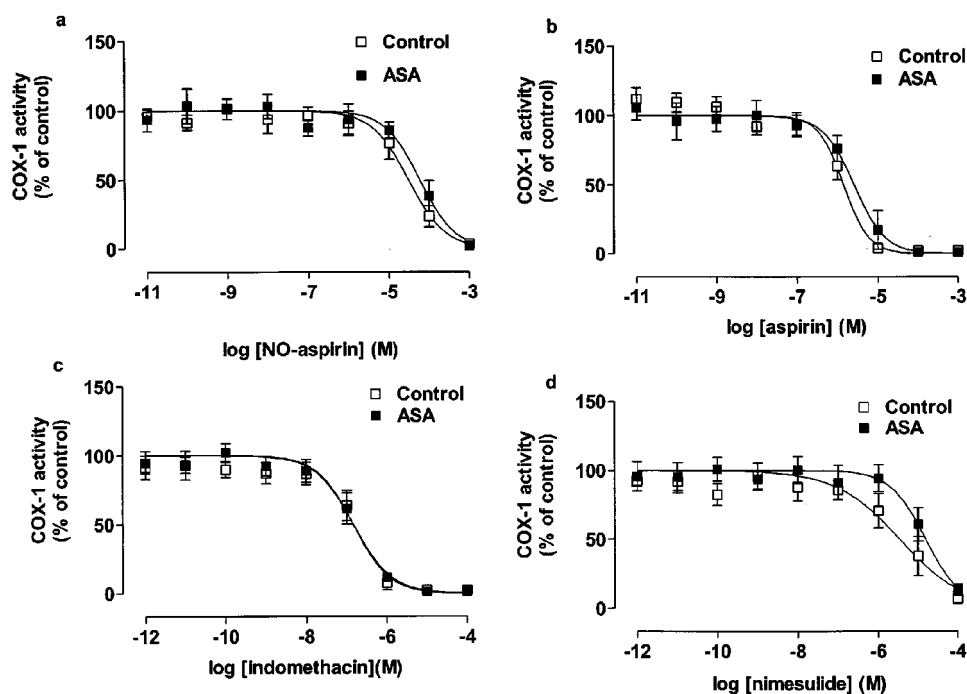 a
150
100
50
0
COX-1 activity
(% of control)
Control
ASA
-11
-9
-7
-5
-3
log [NO-aspirin] (M)
b
150
100
50
0
COX-1 activity
(% of control)
Control
ASA
-11
-9
-7
-5
-3
log [aspirin] (M)
c
150
100
50
0
COX-1 activity
(% of control)
Control
ASA
-12
-10
-8
-6
-4
log [indomethacin](M)
d
150
100
50
0
COX-1 activity
(% of control)
Control
ASA
-12
-10
-8
-6
-4
log [nimesulide] (M)